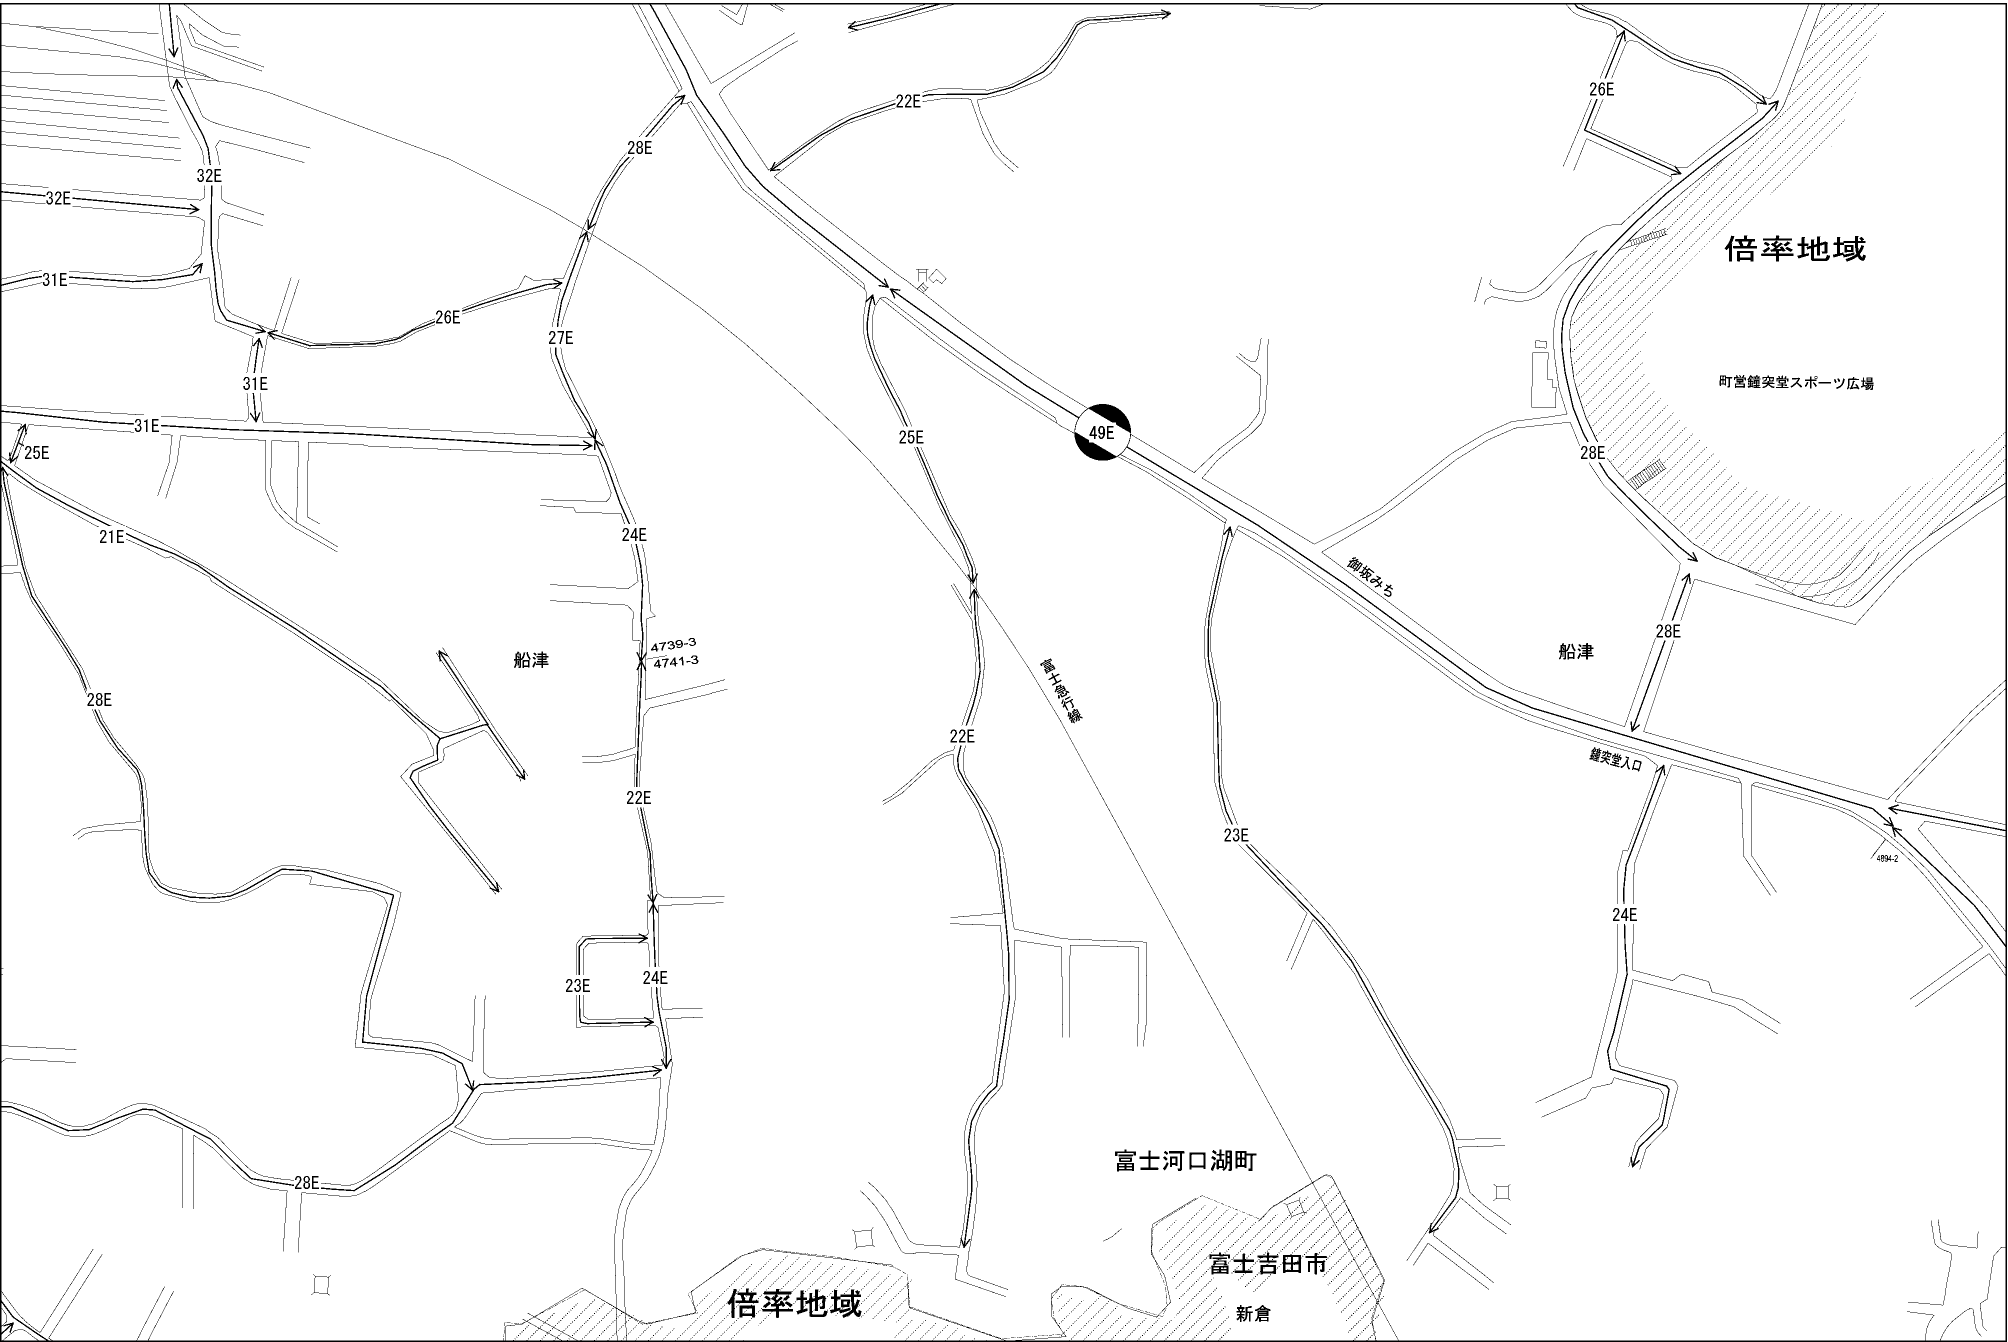 22E
26E
28E
32E
32E
倍率地域
31E
26E
27E
31E
町営鐘突堂スポーツ広場
31E
49E
25E
25E
28E
24E
21E
御坂みち
28E
4739-3
船津
4741-3
船津
富士急行線
28E
22E
鐘突堂入口
22E
23E
4894-2
24E
24E
23E
富士河口湖町
28E
富士吉田市
倍率地域
新倉